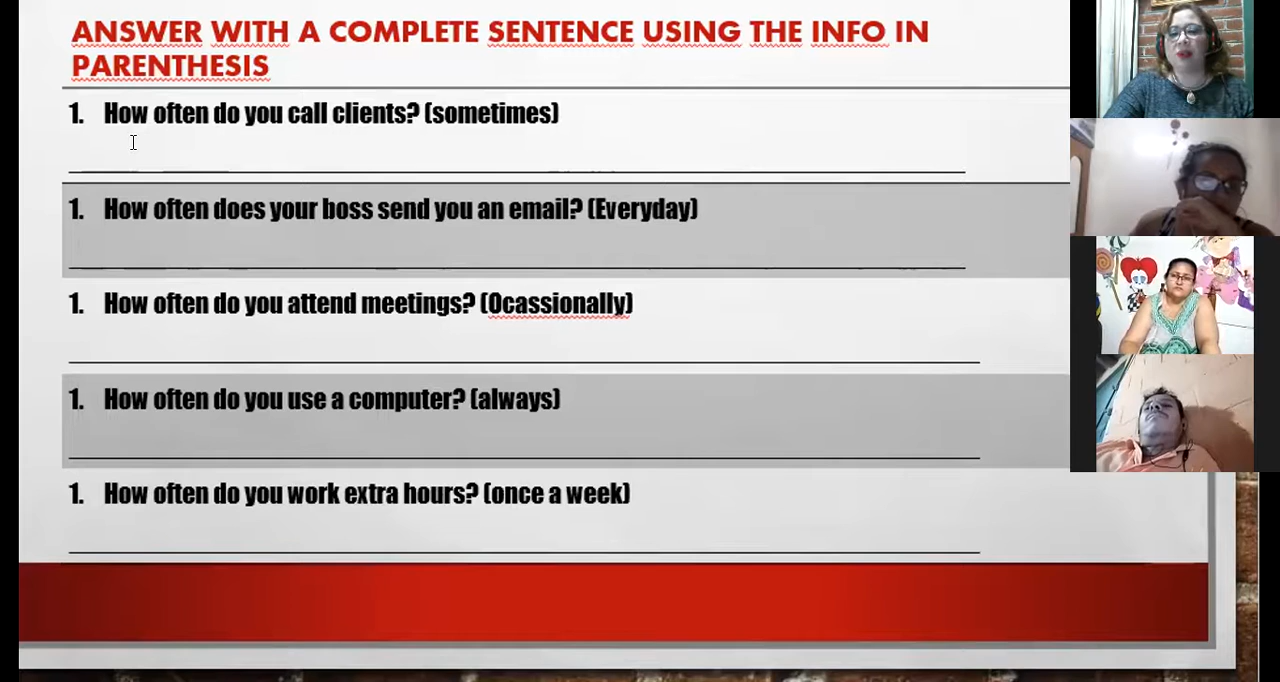 ANSWER WITH A COMPLETE SENTENCE USING THE INFO IN
PARENTHESIS
1. How often do you call clients? (sometimes)
1. How often does your boss send you an email? (Everyday)
1. How often do you attend meetings? (Ocassionally)
1. How often do you use a computer? (always)
1. How often do you work extra hours? (once a week)